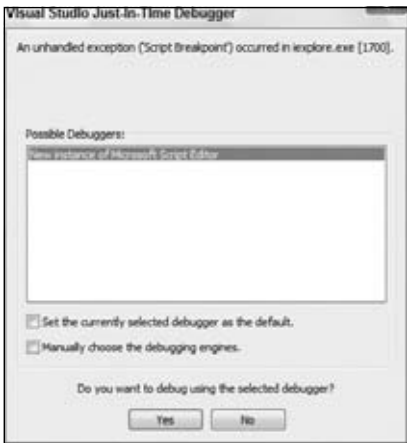 Visual Studio Just-In-Time Debugger
An unhandled exception ('Script Breakpoint') occurred in iexplore.exe [1700].
Possible Debuggers:
New instance of Microsoft Script Editor
Set the currently selected debugger as the default.
Manually choose the debugging engines.
Do you want to debug using the selected debugger?
Yes
No